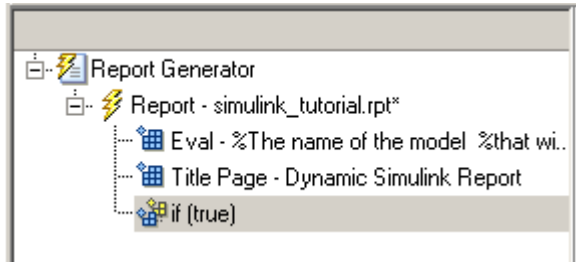 Report Generator
Report - simulink_tutorial.rpt*
Eval - %The name of the model %that wi..
Title Page - Dynamic Simulink Report
if (true)